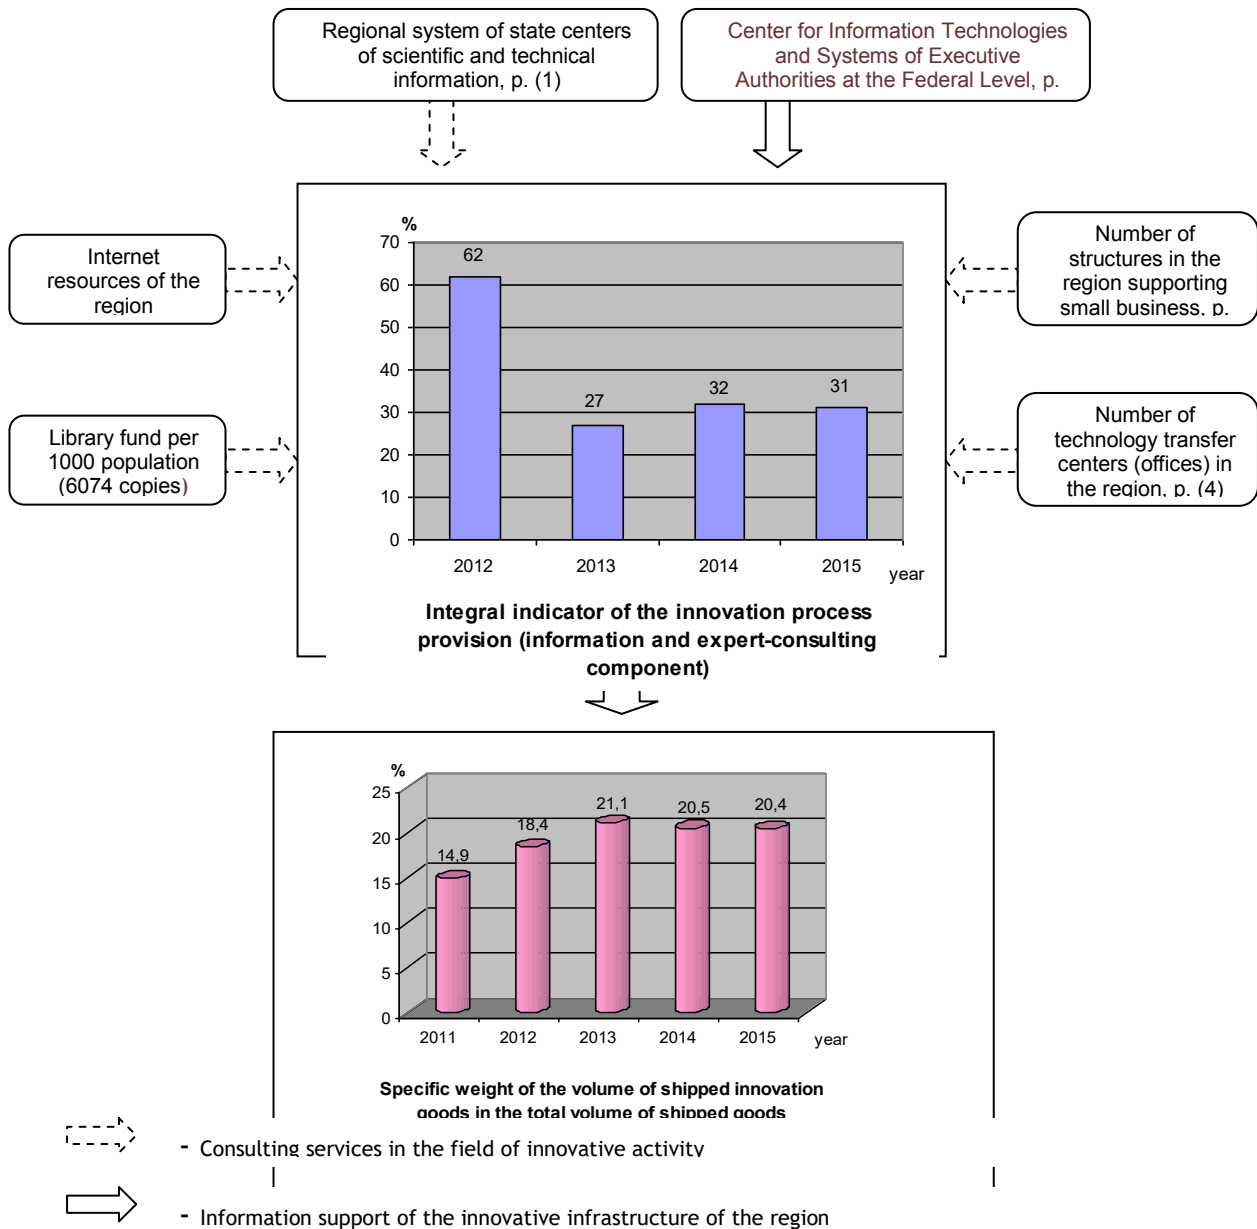 Regional system of state centers
of scientific and technical
information, p. (1)
Center for Information Technologies
and Systems of Executive
Authorities at the Federal Level, p.
Internet
resources of the
region
Library fund per
1000 population
(6074 copies)
%
70
60
50
40
30
20
10
0
62
27
32
31
2012
2013
2014
2015
year
Integral indicator of the innovation process
provision (information and expert-consulting
component)
Number of
structures in the
region supporting
small business, p.
Number of
technology transfer
centers (offices) in
the region, p. (4)
%
25
20
15
10
5
0
14,9
18,4
21,1
20,5
20,4
2011
2012
2013
2014
2015
year
Specific weight of the volume of shipped innovation
goods in the total volume of shipped goods
- Consulting services in the field of innovative activity
- Information support of the innovative infrastructure of the region